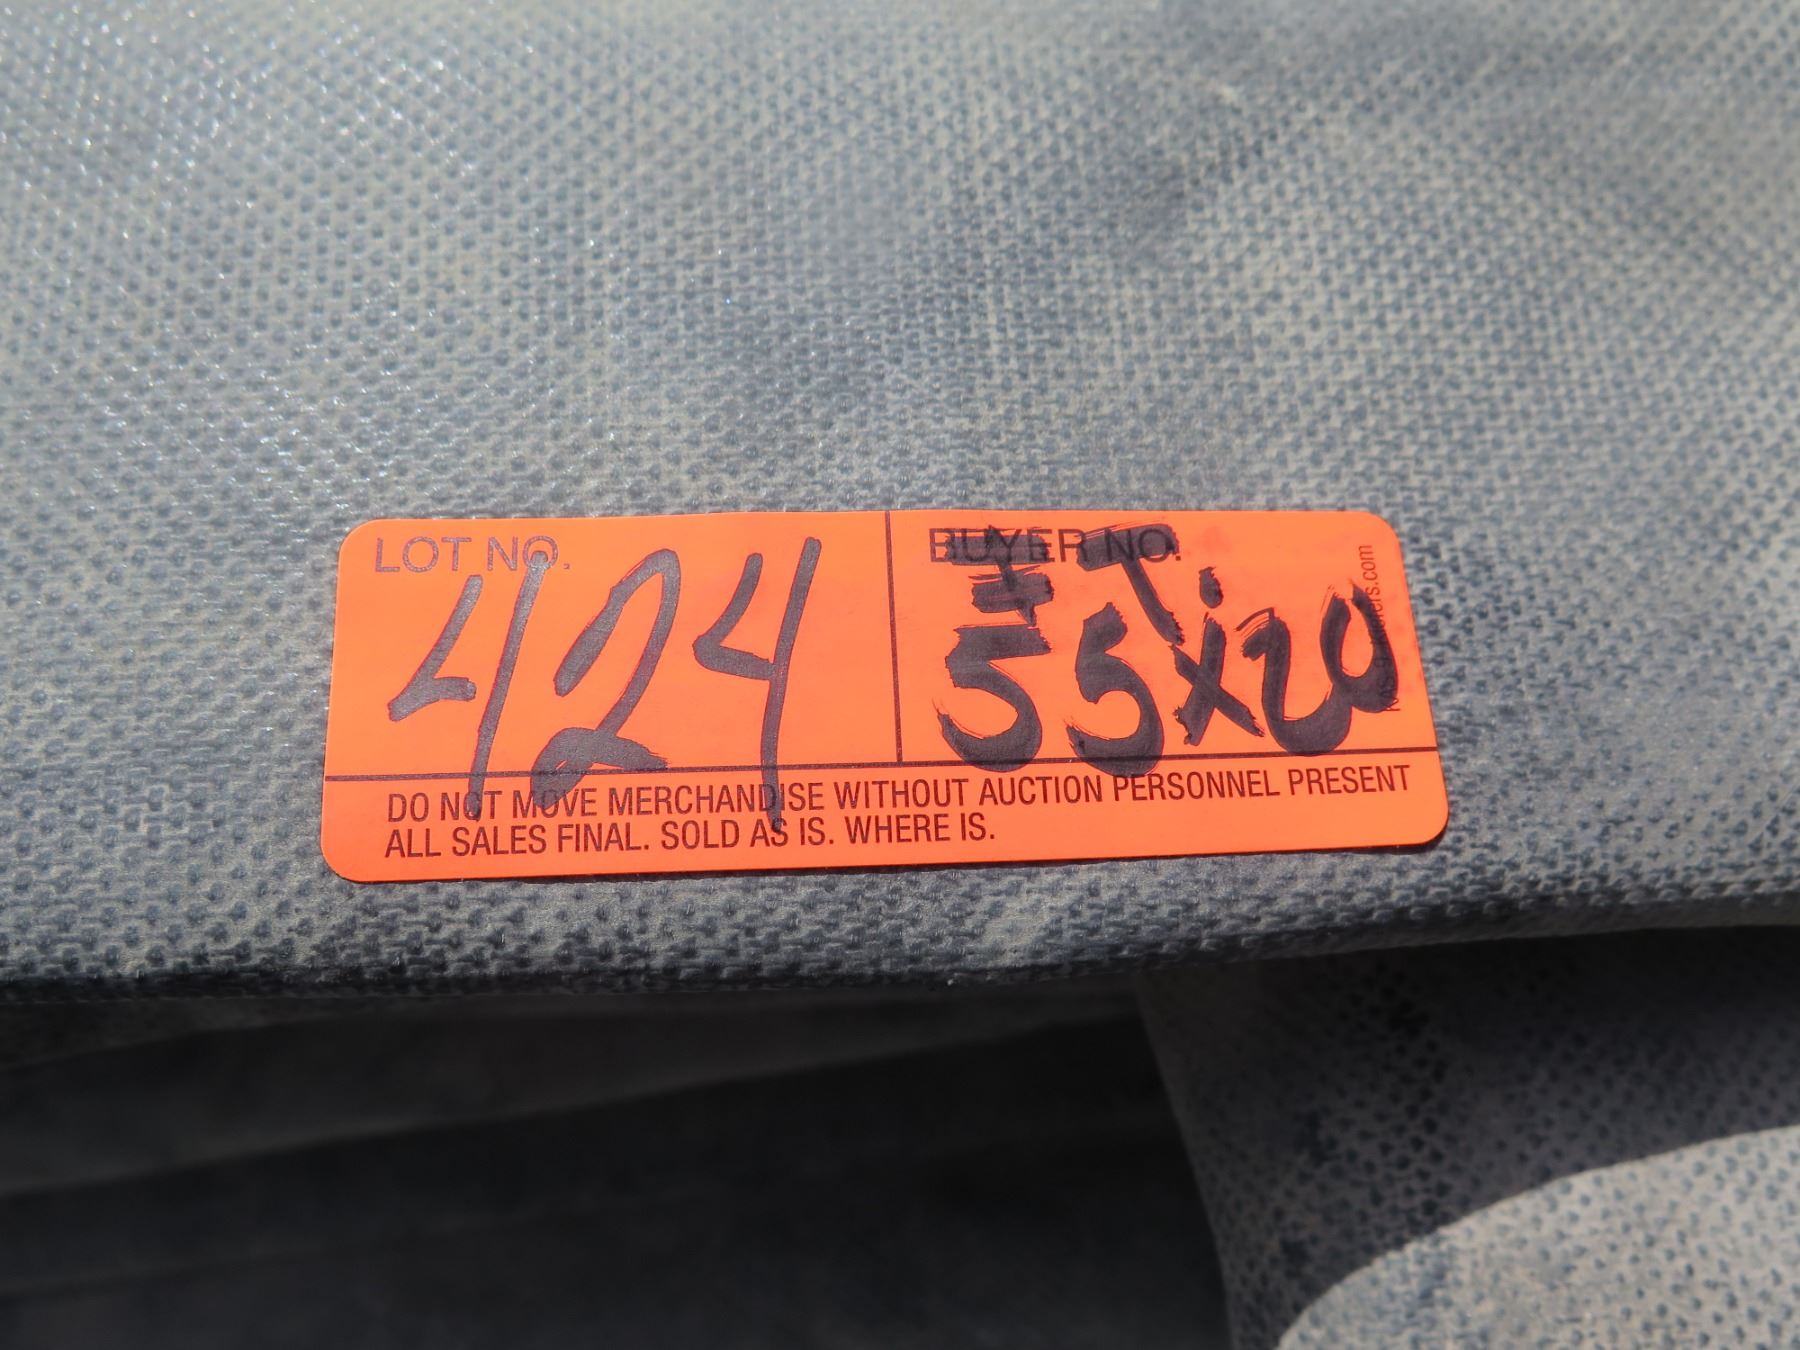 LOT NO.
424
BUYER NO.
55x20
DO NOT MOVE MERCHANDISE WITHOUT AUCTION PERSONNEL PRESENT
ALL SALES FINAL. SOLD AS IS. WHERE IS.